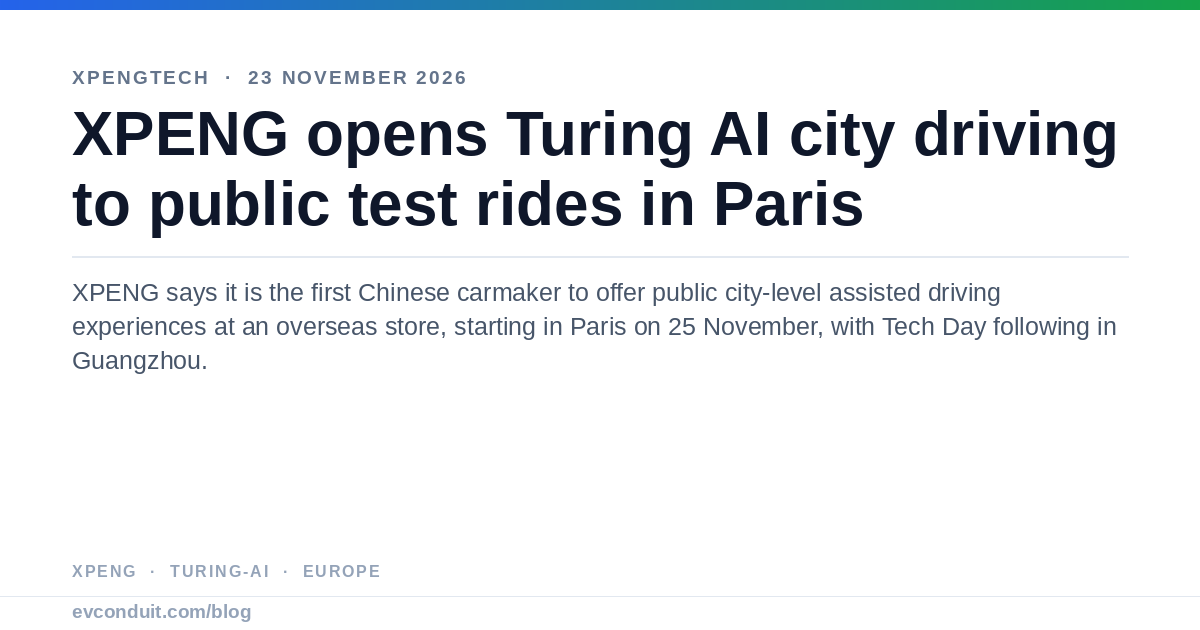 XPENGTECH · 23 NOVEMBER 2026
XPENG opens Turing AI city driving
to public test rides in Paris
XPENG says it is the first Chinese carmaker to offer public city-level assisted driving
experiences at an overseas store, starting in Paris on 25 November, with Tech Day following in
Guangzhou.
XPENG · TURING-AI · EUROPE
evconduit.com/blog